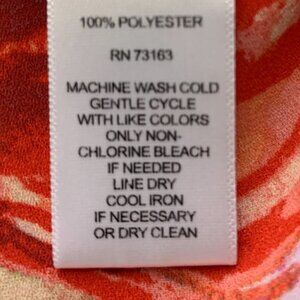 100% POLYESTER
RN 73163
MACHINE WASH COLD
GENTLE CYCLE
WITH LIKE COLORS
ONLY NON-
CHLORINE BLEACH
IF NEEDED
LINE DRY
COOL IRON
IF NECESSARY
OR DRY CLEAN